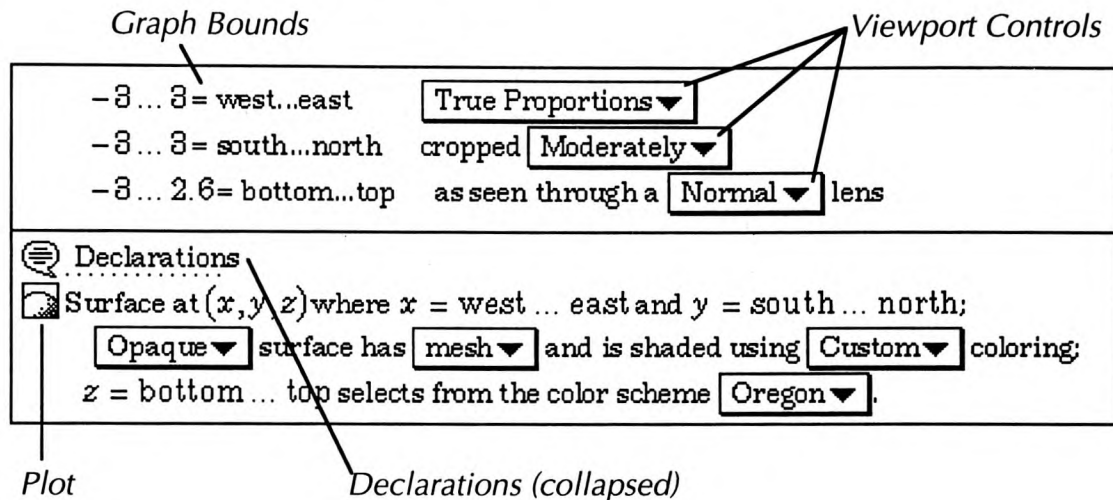 Graph Bounds
Viewport Controls
-3 ... 3 = west...east True Proportions▼
-3 ... 3 = south...north cropped Moderately▼
-3 ... 2.6 = bottom...top as seen through a Normal▼ lens
Declarations
Surface at (x, y, z) where x = west ... east and y = south ... north;
Opaque▼ surface has mesh▼ and is shaded using Custom▼ coloring;
z = bottom ... top selects from the color scheme Oregon▼.
Plot
Declarations (collapsed)